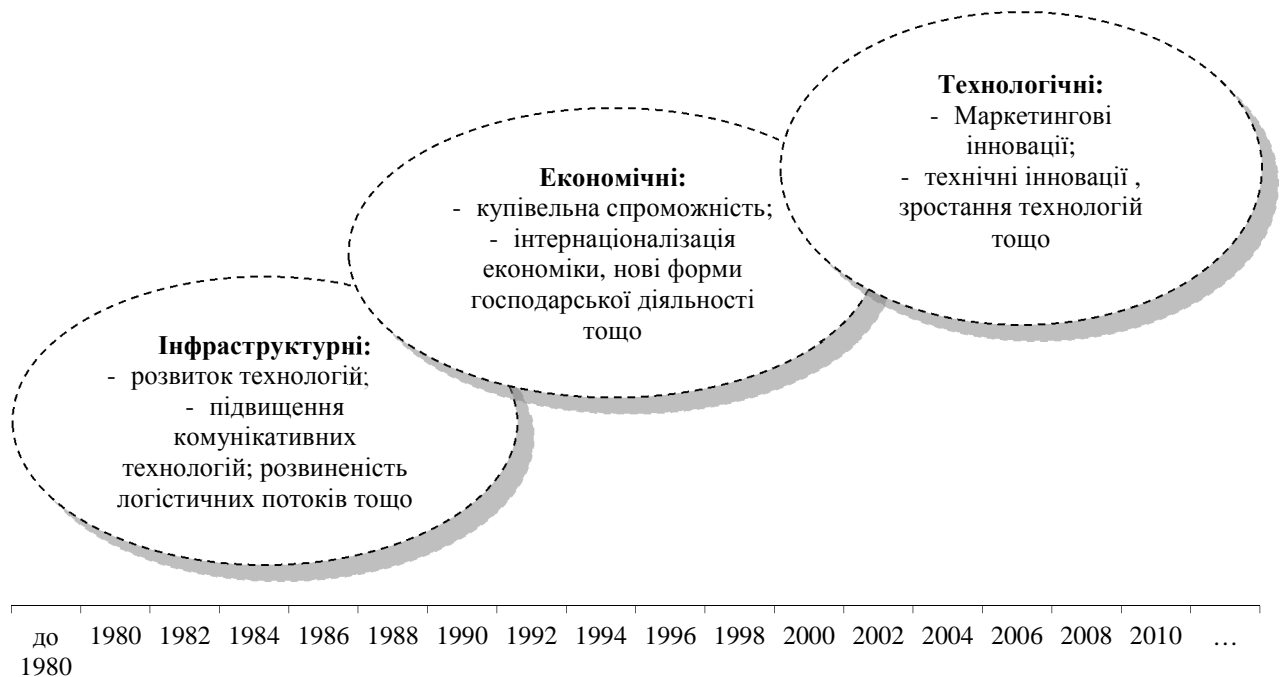 Технологічні:
- Маркетингові
інновації;
- технічні інновації ,
зростання технологій
тощо
Економічні:
- купівельна спроможність;
- інтернаціоналізація
економіки, нові форми
господарської діяльності
тощо
Інфраструктурні:
- розвиток технологій;
- підвищення
комунікативних
технологій; розвиненість
логістичних потоків тощо
до 1980 1982 1984 1986 1988 1990 1992 1994 1996 1998 2000 2002 2004 2006 2008 2010 …
1980